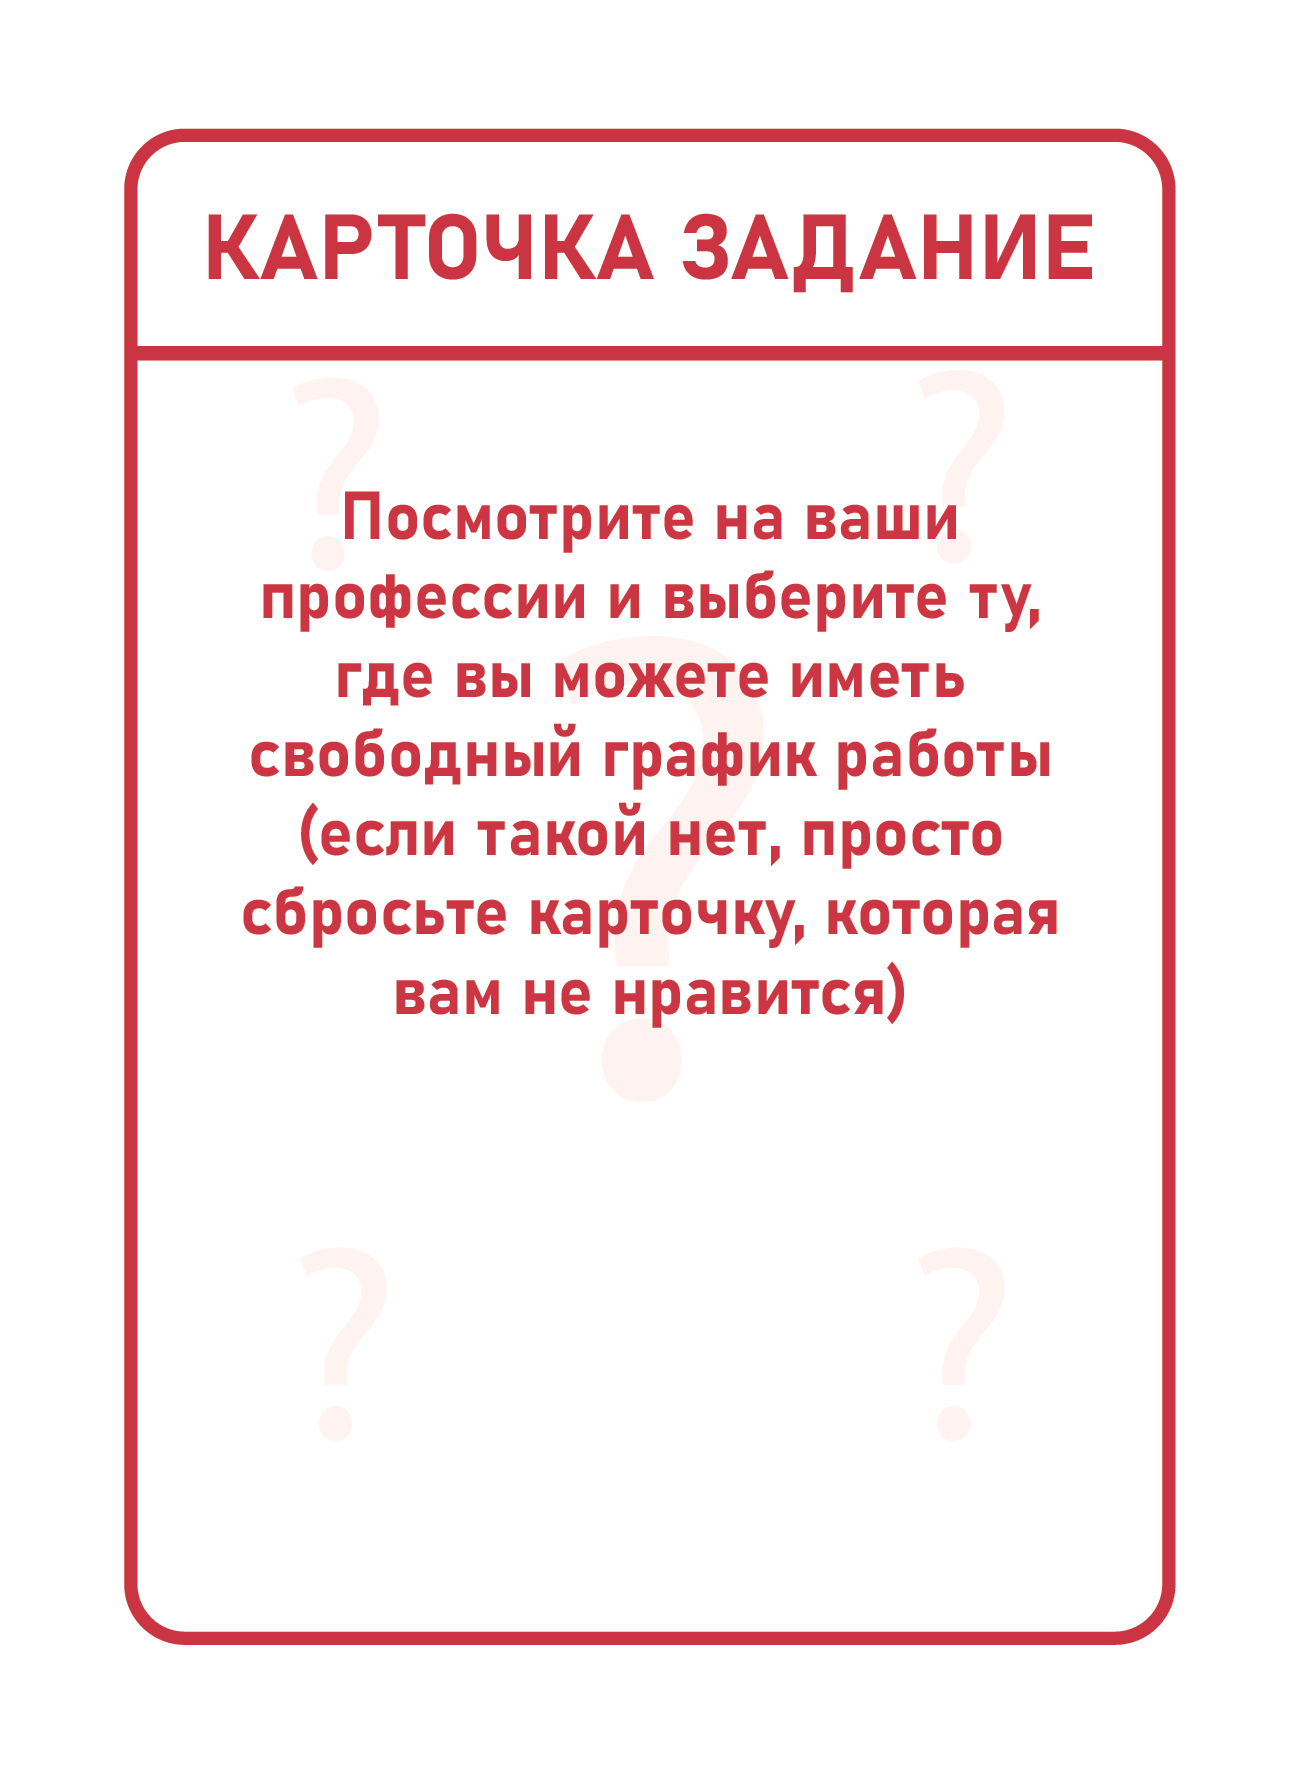 КАРТОЧКА ЗАДАНИЕ
Посмотрите на ваши
профессии и выберите ту,
где вы можете иметь
свободный график работы
(если такой нет, просто
сбросьте карточку, которая
вам не нравится)